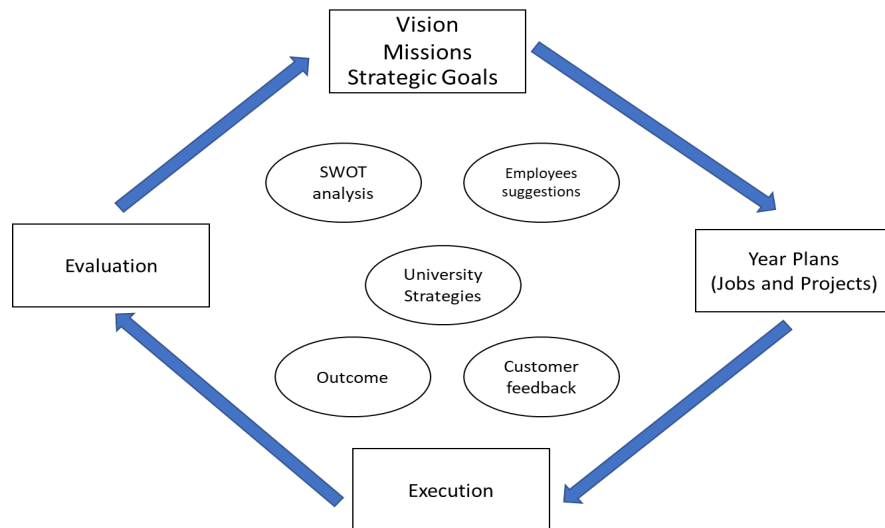 Vision
Missions
Strategic Goals
SWOT
analysis
Employees
suggestions
Evaluation
University
Strategies
Year Plans
(Jobs and Projects)
Outcome
Customer
feedback
Execution